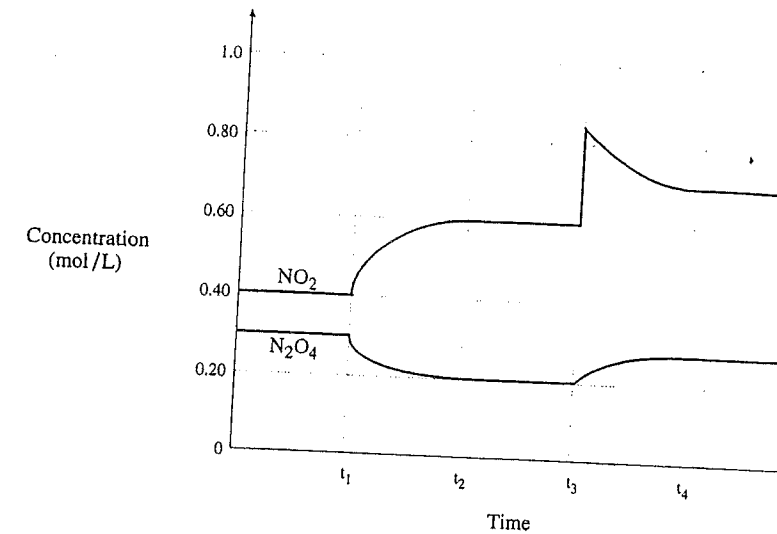 1.0
0.80
0.60
Concentration
(mol/L)
0.40
NO₂
N₂O₄
0.20
0
t₁
t₂
t₃
t₄
Time